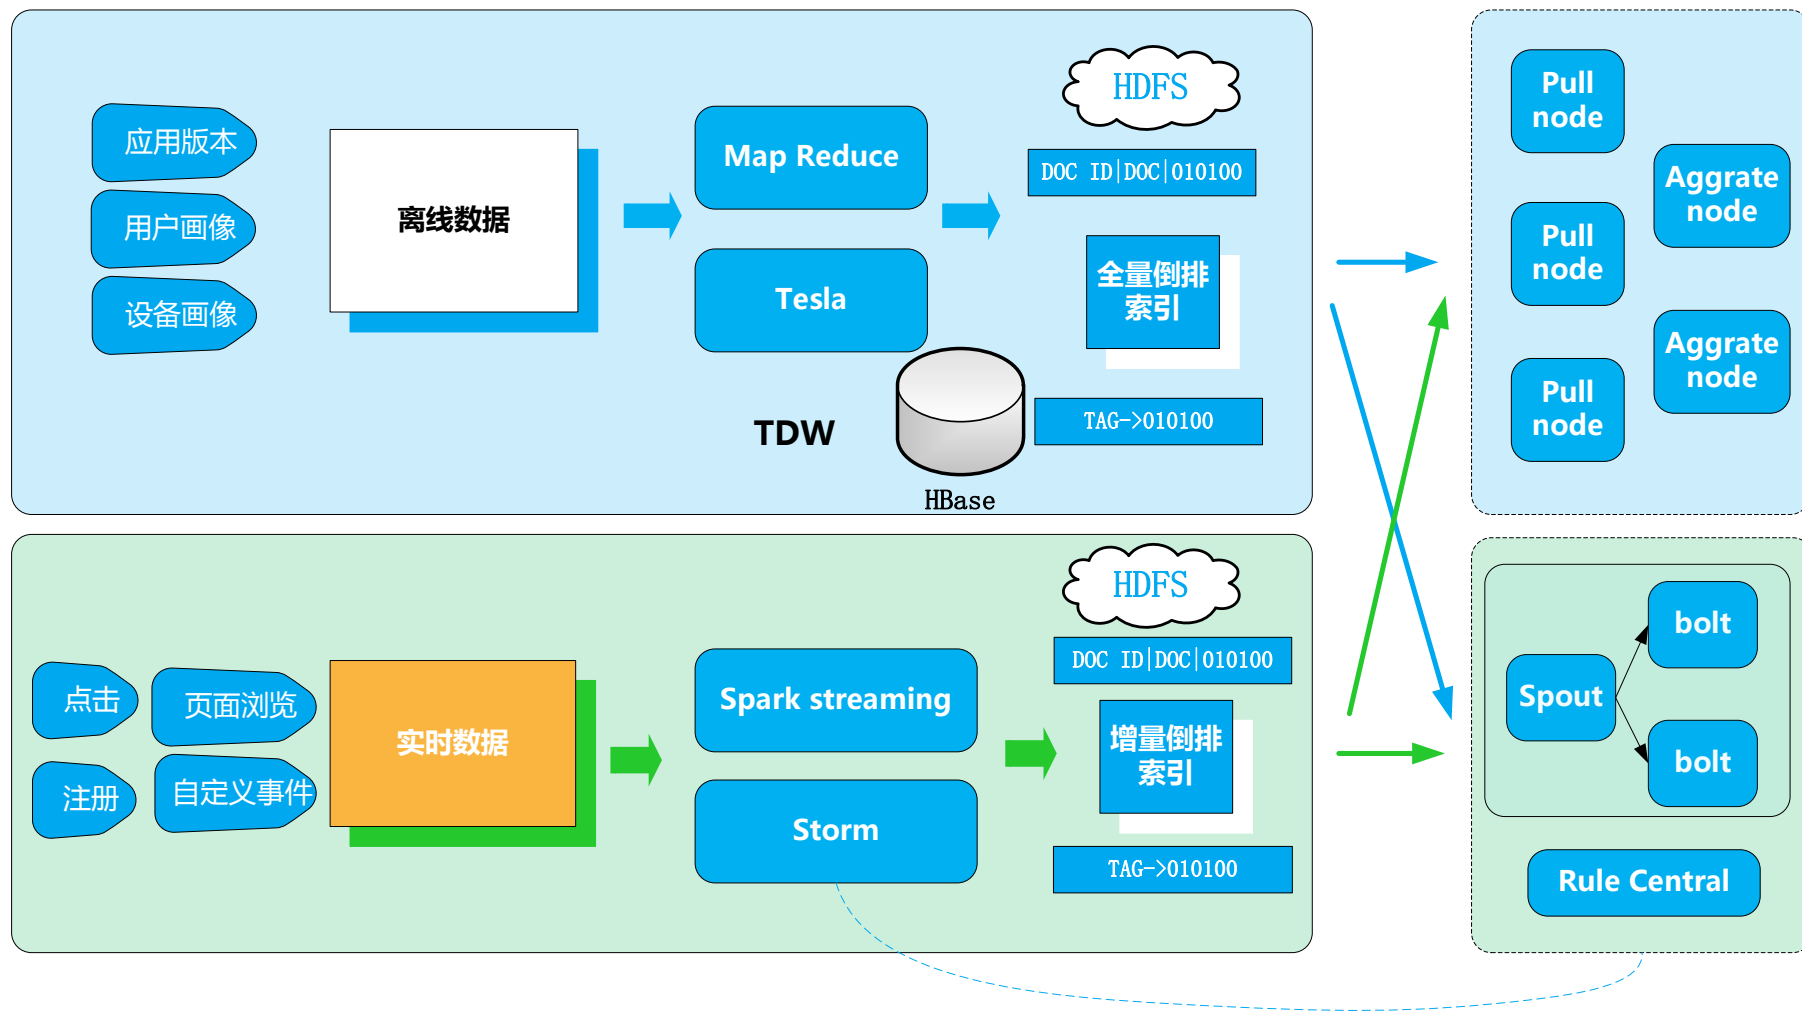 应用版本
用户画像
设备画像
离线数据
Map Reduce
Tesla
TDW
HBase
HDFS
DOC ID|DOC|010100
全量倒排
索引
TAG->010100
Pull
node
Pull
node
Pull
node
Aggrate
node
Aggrate
node
点击
页面浏览
注册
自定义事件
实时数据
Spark streaming
Storm
HDFS
DOC ID|DOC|010100
增量倒排
索引
TAG->010100
Spout
bolt
bolt
Rule Central